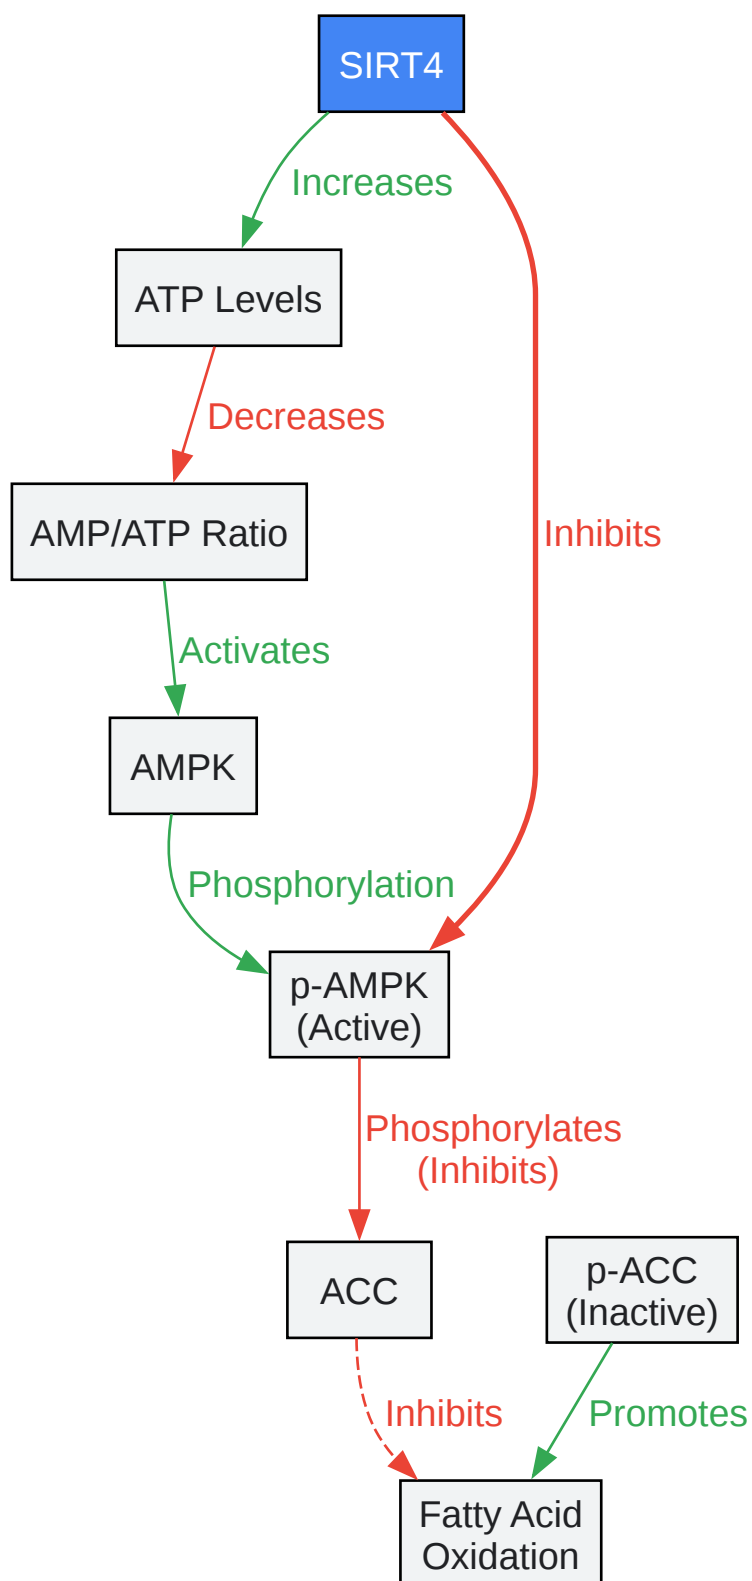 SIRT4
Increases
ATP Levels
Decreases
AMP/ATP Ratio
Inhibits
Activates
AMPK
Phosphorylation
p-AMPK
(Active)
Phosphorylates
(Inhibits)
ACC
p-ACC
(Inactive)
Inhibits
Promotes
Fatty Acid
Oxidation